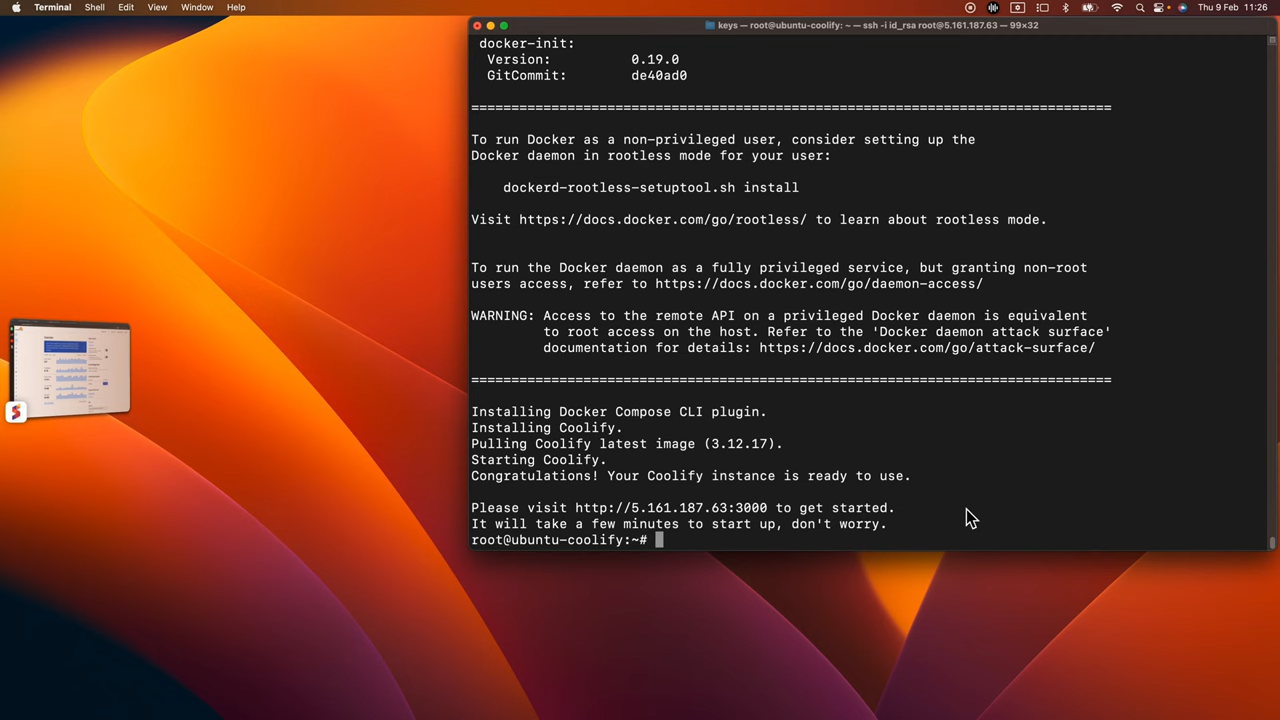 Terminal Shell Edit View Window Help Thu 9 Feb 11:26
keys — root@ubuntu-coolify: ~ — ssh -i id_rsa root@5.161.187.63 — 99×32
docker-init:
Version: 0.19.0
GitCommit: de40ad0
================================================================================
To run Docker as a non-privileged user, consider setting up the
Docker daemon in rootless mode for your user:
dockerd-rootless-setuptool.sh install
Visit https://docs.docker.com/go/rootless/ to learn about rootless mode.
To run the Docker daemon as a fully privileged service, but granting non-root
users access, refer to https://docs.docker.com/go/daemon-access/
WARNING: Access to the remote API on a privileged Docker daemon is equivalent
to root access on the host. Refer to the 'Docker daemon attack surface'
documentation for details: https://docs.docker.com/go/attack-surface/
================================================================================
Installing Docker Compose CLI plugin.
Installing Coolify.
Pulling Coolify latest image (3.12.17).
Starting Coolify.
Congratulations! Your Coolify instance is ready to use.
Please visit http://5.161.187.63:3000 to get started.
It will take a few minutes to start up, don't worry.
root@ubuntu-coolify:~#